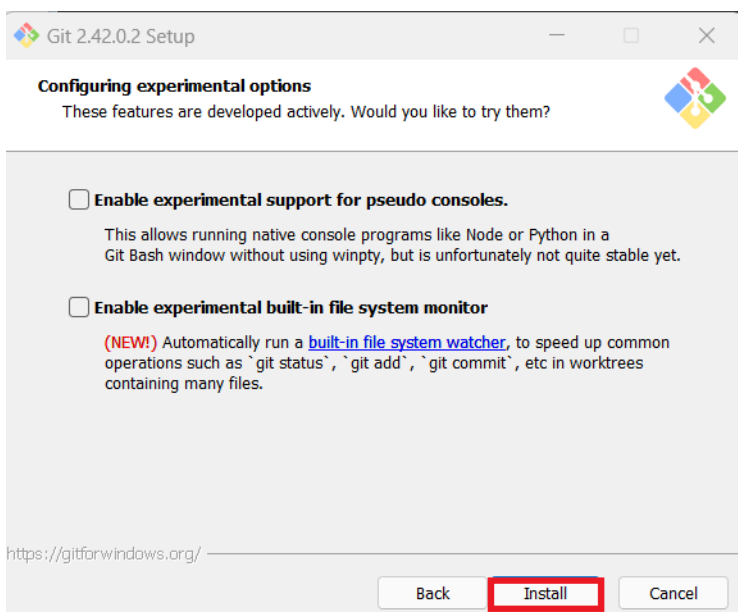 Git 2.42.0.2 Setup
Configuring experimental options
These features are developed actively. Would you like to try them?
Enable experimental support for pseudo consoles.
This allows running native console programs like Node or Python in a
Git Bash window without using winpty, but is unfortunately not quite stable yet.
Enable experimental built-in file system monitor
(NEW!) Automatically run a built-in file system watcher, to speed up common
operations such as `git status`, `git add`, `git commit`, etc in worktrees
containing many files.
https://gitforwindows.org/
Back Install Cancel